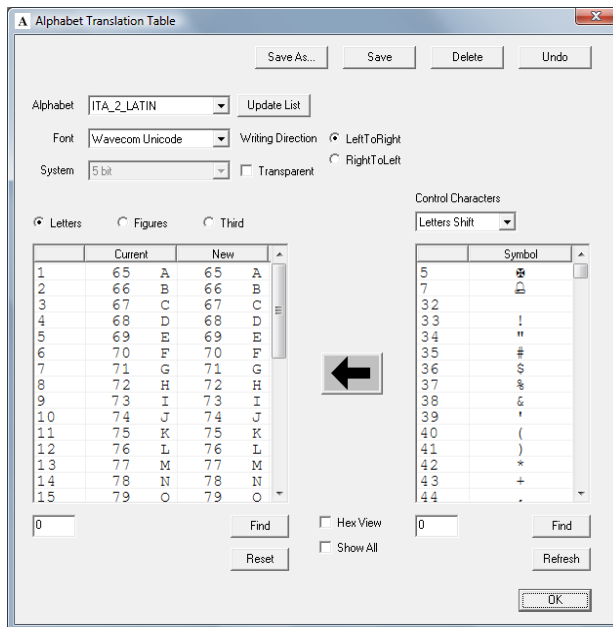 A Alphabet Translation Table
Save As... Save Delete Undo
Alphabet ITA_2_LATIN Update List
Font Wavecom Unicode Writing Direction LeftToRight
RightToLeft
System 5 bit Transparent
Control Characters
Letters Figures Third Letters Shift
Current New Symbol
1 65 A 65 A 5 ✠
2 66 B 66 B 7
3 67 C 67 C 32
4 68 D 68 D 33 !
5 69 E 69 E 34 "
6 70 F 70 F 35 #
7 71 G 71 G 36 $
8 72 H 72 H 37 %
9 73 I 73 I 38 &
10 74 J 74 J 39 '
11 75 K 75 K 40 (
12 76 L 76 L 41 )
13 77 M 77 M 42 *
14 78 N 78 N 43 +
15 79 O 79 O 44 ,
0 Find Hex View 0 Find
Reset Show All Refresh
OK